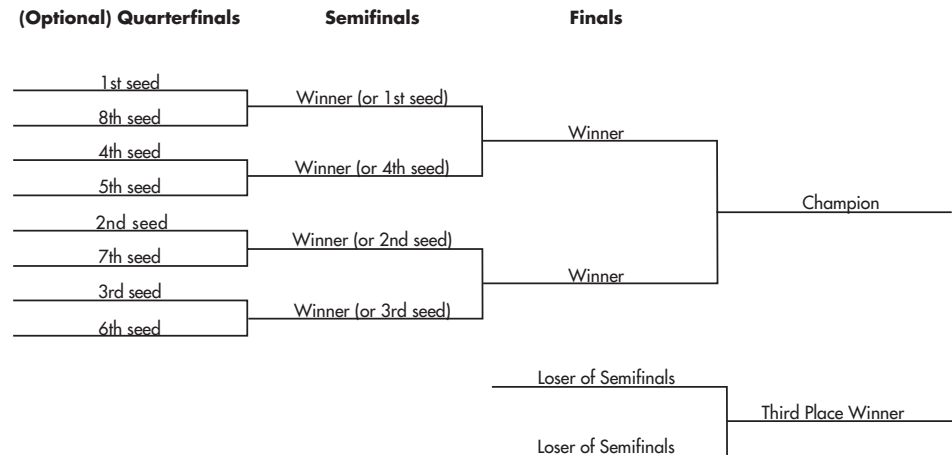 (Optional) Quarterfinals
Semifinals
Finals
1st seed
8th seed
4th seed
5th seed
2nd seed
7th seed
3rd seed
6th seed
Winner (or 1st seed)
Winner (or 4th seed)
Winner (or 2nd seed)
Winner (or 3rd seed)
Winner
Winner
Champion
Loser of Semifinals
Loser of Semifinals
Third Place Winner